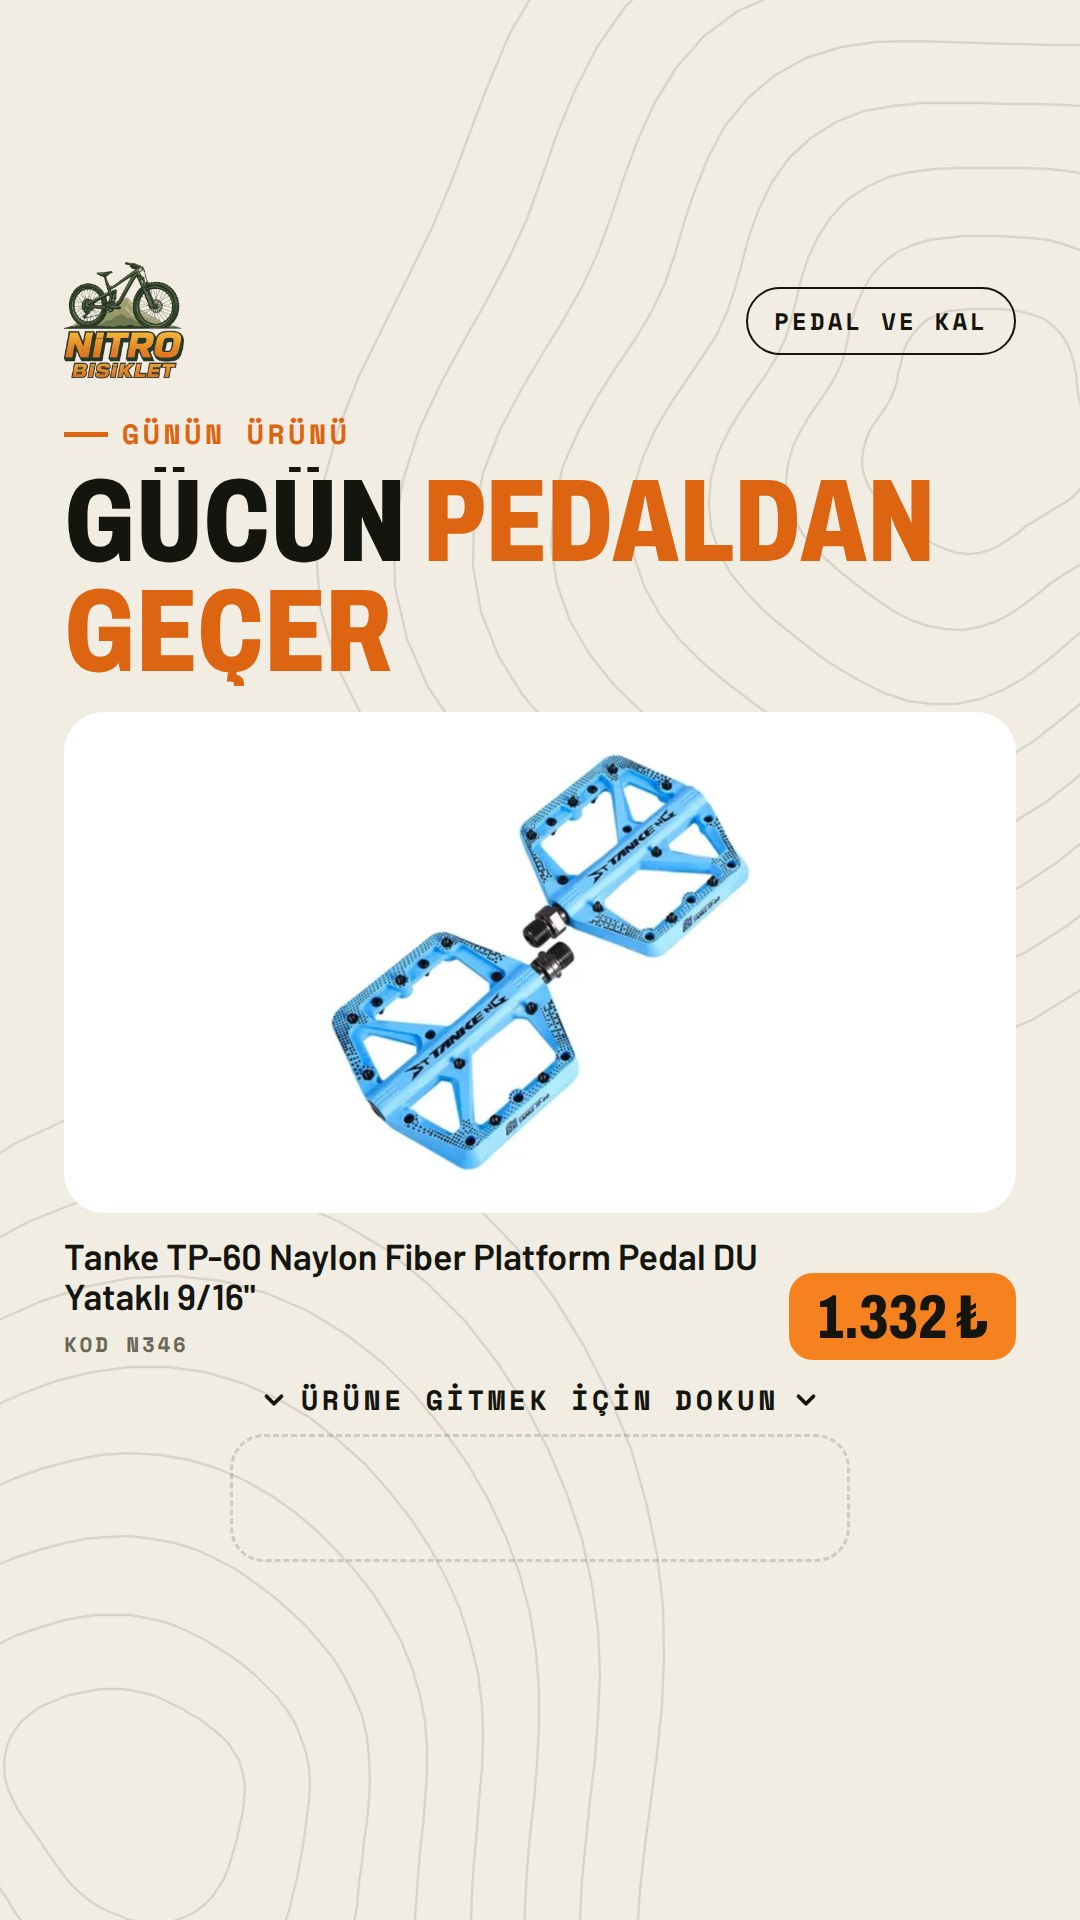 NiTRO
BiSiKLET
PEDAL VE KAL
GÜNÜN ÜRÜNÜ
GÜCÜN PEDALDAN
GEÇER
TANKE
TANKE
Tanke TP-60 Naylon Fiber Platform Pedal DU
Yataklı 9/16"
1.332 ₺
KOD N346
ÜRÜNE GİTMEK İÇİN DOKUN